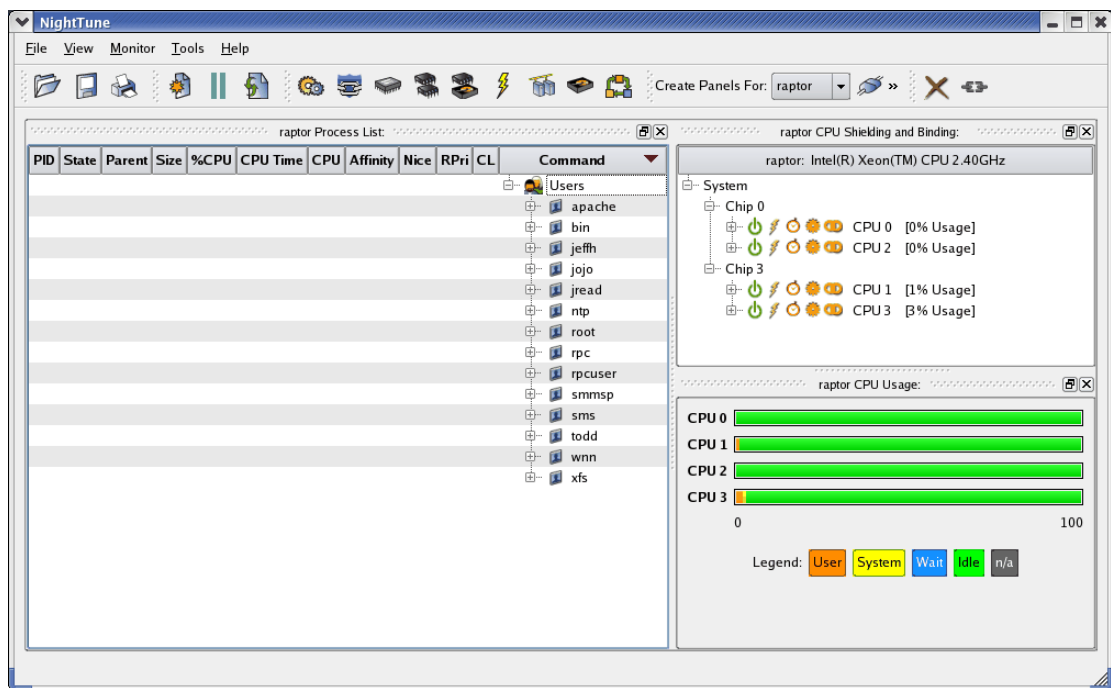 NightTune
File View Monitor Tools Help
Create Panels For: raptor »
raptor Process List:
PID State Parent Size %CPU CPU Time CPU Affinity Nice RPri CL Command
Users
apache
bin
jeffh
jojo
jread
ntp
root
rpc
rpcuser
smmsp
sms
todd
wnn
xfs
raptor CPU Shielding and Binding:
raptor: Intel(R) Xeon(TM) CPU 2.40GHz
System
Chip 0
CPU 0 [0% Usage]
CPU 2 [0% Usage]
Chip 3
CPU 1 [1% Usage]
CPU 3 [3% Usage]
raptor CPU Usage:
CPU 0
CPU 1
CPU 2
CPU 3
0 100
Legend: User System Wait Idle n/a